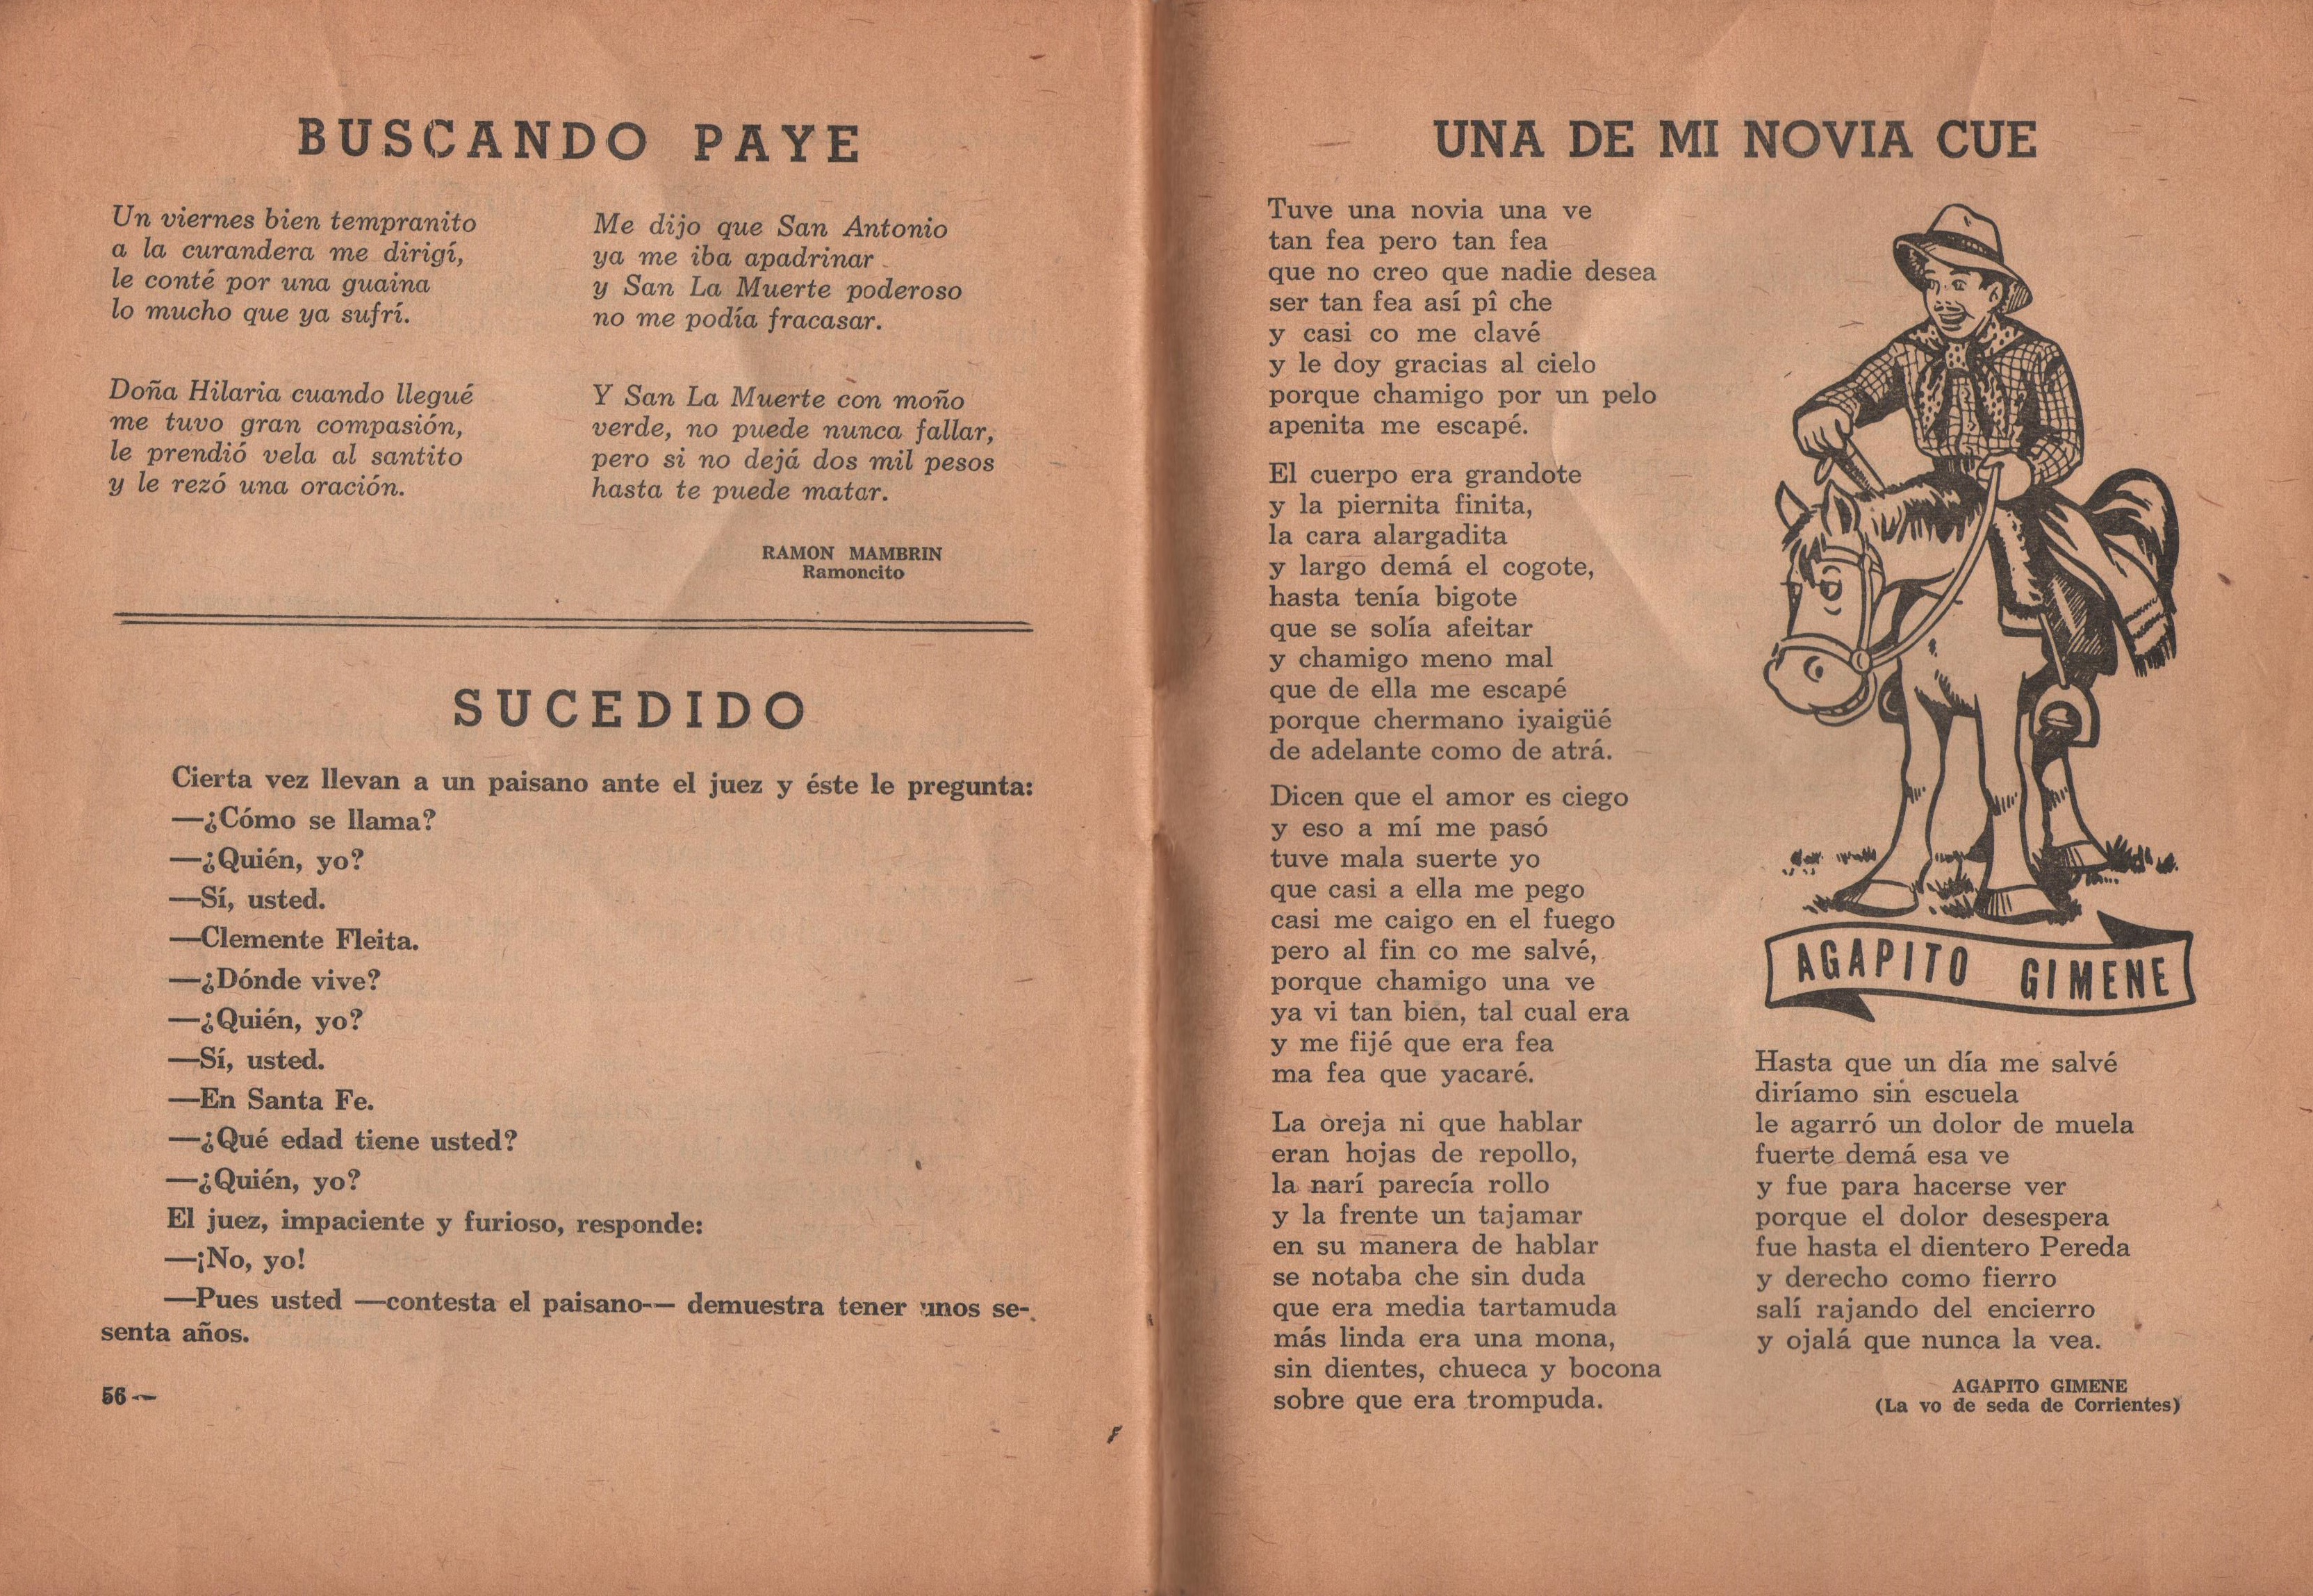 BUSCANDO PAYE
Un viernes bien tempranito
a la curandera me dirigí,
le conté por una guaina
lo mucho que ya sufrí.
Doña Hilaria cuando llegué
me tuvo gran compasión,
le prendió vela al santito
y le rezó una oración.
Me dijo que San Antonio
ya me iba apadrinar
y San La Muerte poderoso
no me podía fracasar.
Y San La Muerte con moño
verde, no puede nunca fallar,
pero si no dejá dos mil pesos
hasta te puede matar.
RAMON MAMBRIN
Ramoncito
SUCEDIDO
Cierta vez llevan a un paisano ante el juez y éste le pregunta:
—¿Cómo se llama?
—¿Quién, yo?
—Sí, usted.
—Clemente Fleita.
—¿Dónde vive?
—¿Quién, yo?
—Sí, usted.
—En Santa Fe.
—¿Qué edad tiene usted?
—¿Quién, yo?
El juez, impaciente y furioso, responde:
—¡No, yo!
—Pues usted —contesta el paisano— demuestra tener unos se-
senta años.
56 —
UNA DE MI NOVIA CUE
Tuve una novia una ve
tan fea pero tan fea
que no creo que nadie desea
ser tan fea así pî che
y casi co me clavé
y le doy gracias al cielo
porque chamigo por un pelo
apenita me escapé.
El cuerpo era grandote
y la piernita finita,
la cara alargadita
y largo demá el cogote,
hasta tenía bigote
que se solía afeitar
y chamigo meno mal
que de ella me escapé
porque chermano iyaigüé
de adelante como de atrá.
Dicen que el amor es ciego
y eso a mí me pasó
tuve mala suerte yo
que casi a ella me pego
casi me caigo en el fuego
pero al fin co me salvé,
porque chamigo una ve
ya vi tan bien, tal cual era
y me fijé que era fea
ma fea que yacaré.
La oreja ni que hablar
eran hojas de repollo,
la narí parecía rollo
y la frente un tajamar
en su manera de hablar
se notaba che sin duda
que era media tartamuda
más linda era una mona,
sin dientes, chueca y bocona
sobre que era trompuda.
AGAPITO GIMENE
Hasta que un día me salvé
diríamo sin escuela
le agarró un dolor de muela
fuerte demá esa ve
y fue para hacerse ver
porque el dolor desespera
fue hasta el dientero Pereda
y derecho como fierro
salí rajando del encierro
y ojalá que nunca la vea.
AGAPITO GIMENE
(La vo de seda de Corrientes)